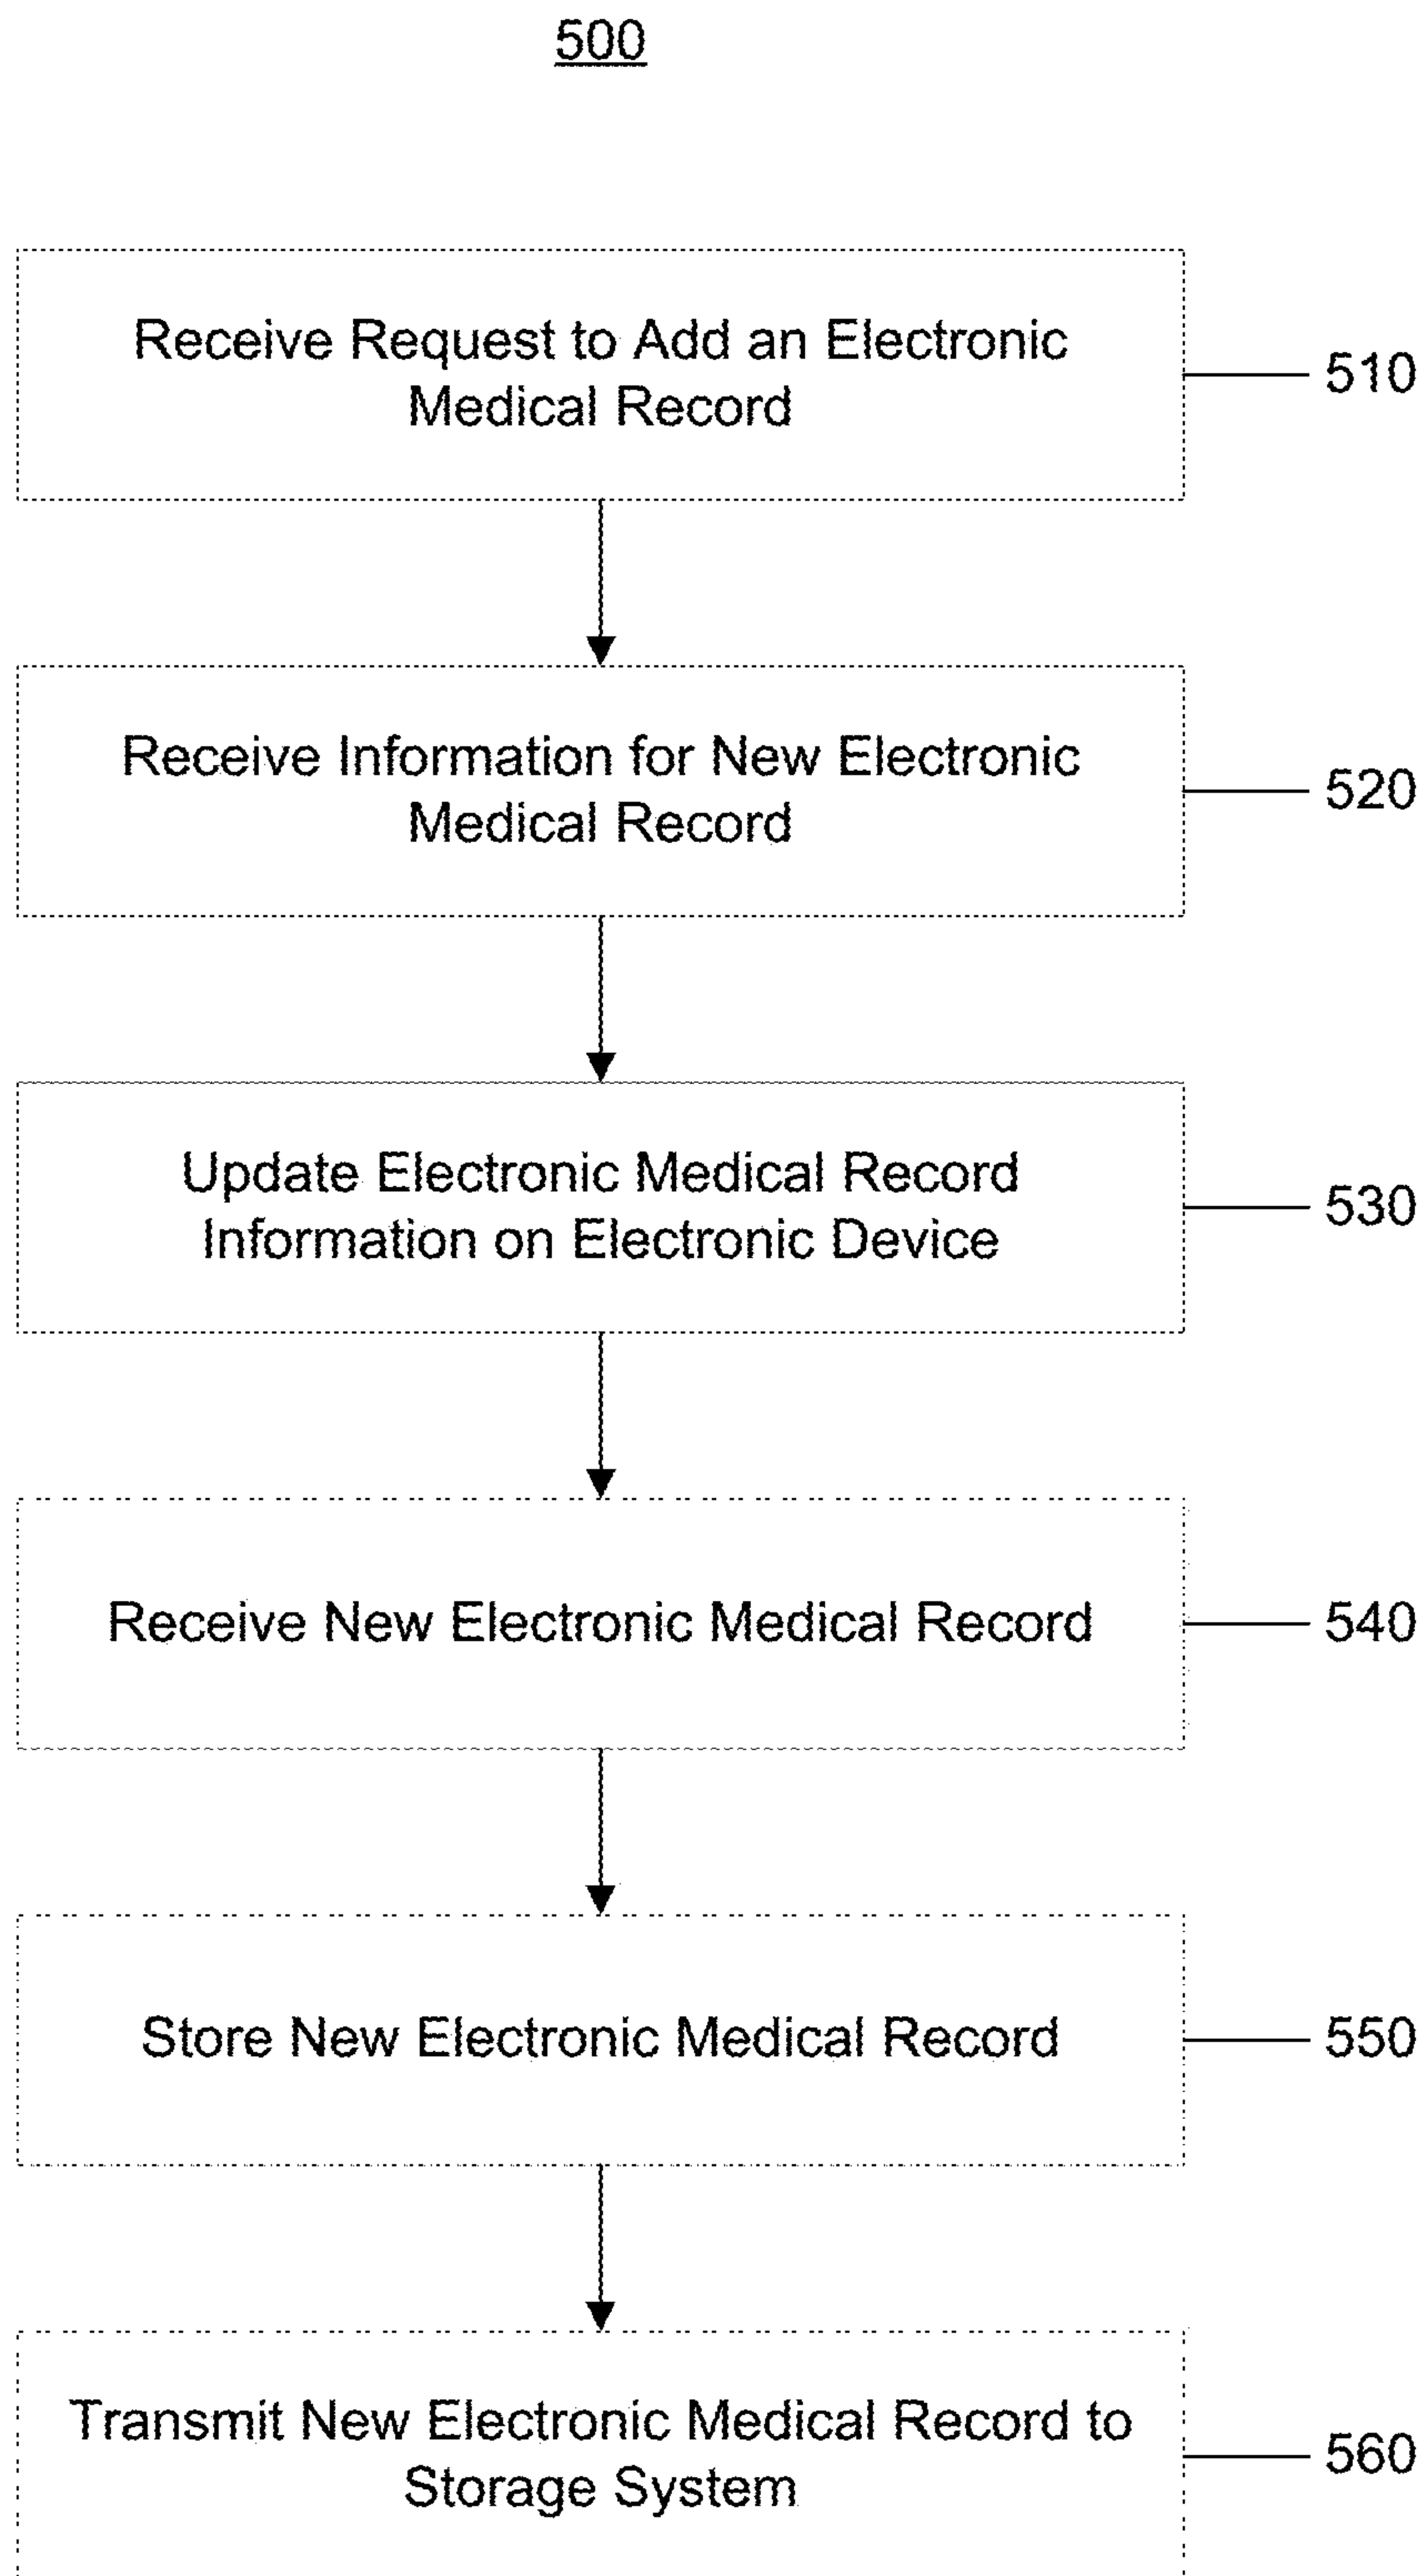 500
Receive Request to Add an Electronic
Medical Record
510
Receive Information for New Electronic
Medical Record
520
Update Electronic Medical Record
Information on Electronic Device
530
Receive New Electronic Medical Record
540
Store New Electronic Medical Record
550
Transmit New Electronic Medical Record to
Storage System
560